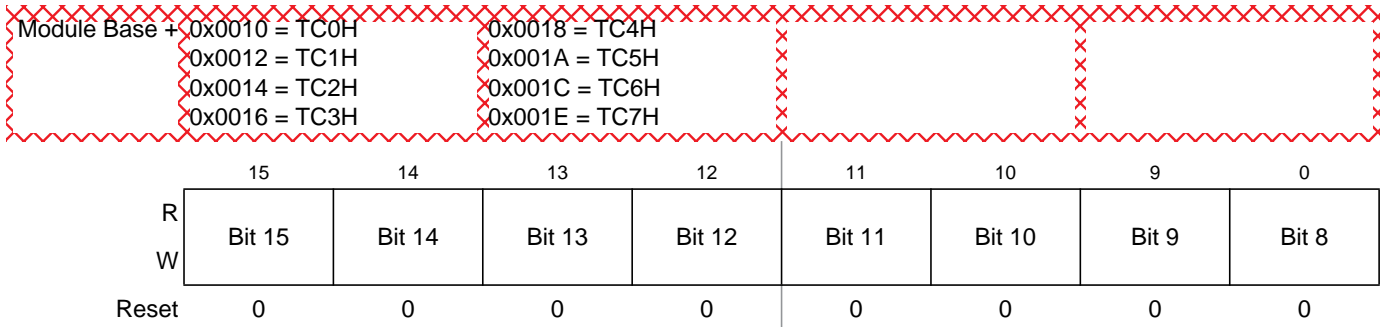 Module Base + 0x0010 = TC0H 0x0018 = TC4H
0x0012 = TC1H 0x001A = TC5H
0x0014 = TC2H 0x001C = TC6H
0x0016 = TC3H 0x001E = TC7H
15 14 13 12 11 10 9 0
R
Bit 15 Bit 14 Bit 13 Bit 12 Bit 11 Bit 10 Bit 9 Bit 8
W
Reset 0 0 0 0 0 0 0 0